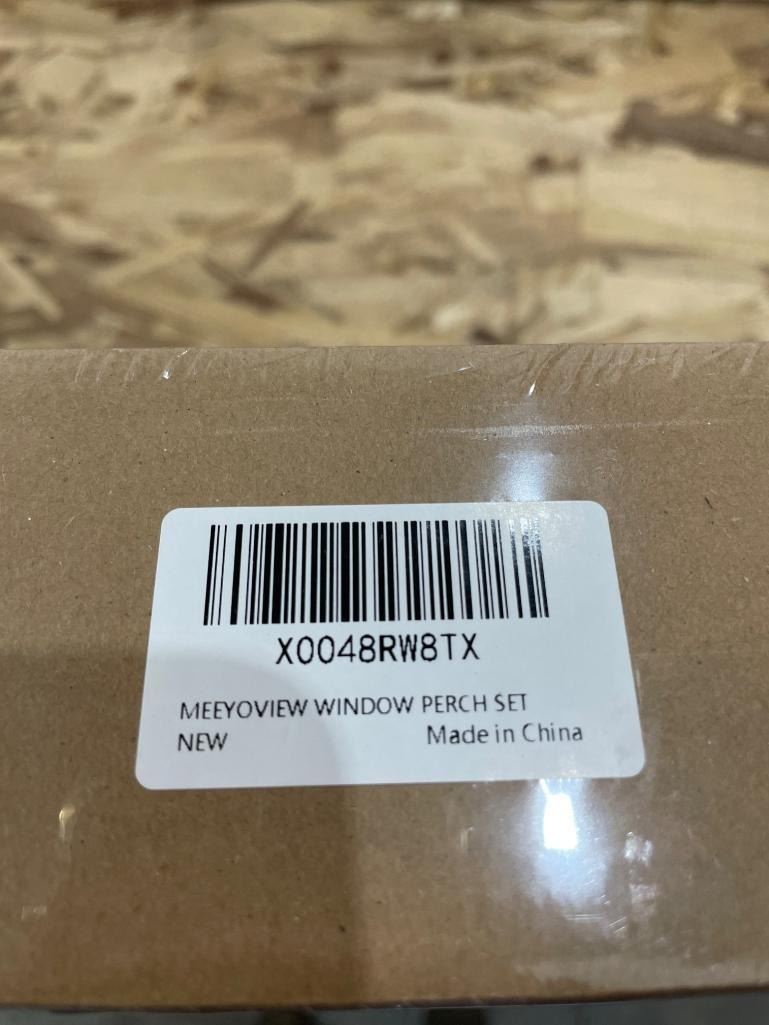 X0048RW8TX
MEEYOVIEW WINDOW PERCH SET
NEW Made in China